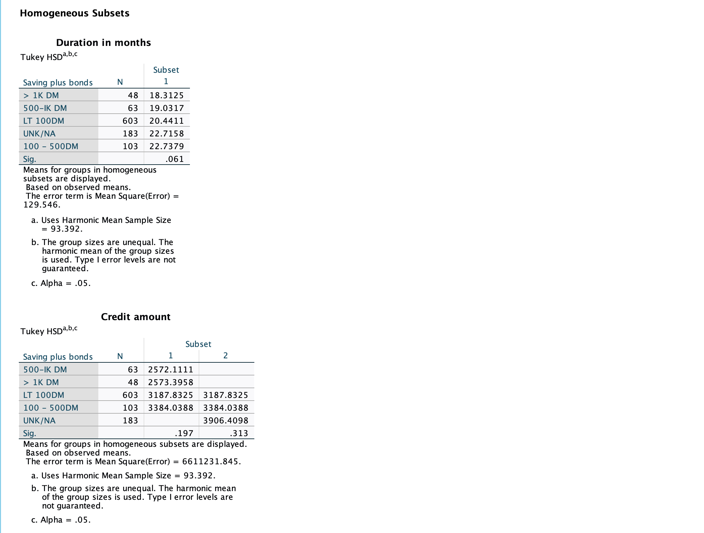 Homogeneous Subsets
Duration in months
Tukey HSDa,b,c
Subset
Saving plus bonds N 1
> 1K DM 48 18.3125
500-IK DM 63 19.0317
LT 100DM 603 20.4411
UNK/NA 183 22.7158
100 - 500DM 103 22.7379
Sig. .061
Means for groups in homogeneous
subsets are displayed.
Based on observed means.
The error term is Mean Square(Error) =
129.546.
a. Uses Harmonic Mean Sample Size
= 93.392.
b. The group sizes are unequal. The
harmonic mean of the group sizes
is used. Type I error levels are not
guaranteed.
c. Alpha = .05.
Credit amount
Tukey HSDa,b,c
Subset
Saving plus bonds N 1 2
500-IK DM 63 2572.1111
> 1K DM 48 2573.3958
LT 100DM 603 3187.8325 3187.8325
100 - 500DM 103 3384.0388 3384.0388
UNK/NA 183 3906.4098
Sig. .197 .313
Means for groups in homogeneous subsets are displayed.
Based on observed means.
The error term is Mean Square(Error) = 6611231.845.
a. Uses Harmonic Mean Sample Size = 93.392.
b. The group sizes are unequal. The harmonic mean
of the group sizes is used. Type I error levels are
not guaranteed.
c. Alpha = .05.